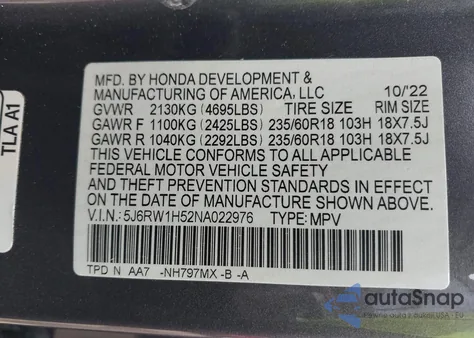 MFD. BY HONDA DEVELOPMENT &
MANUFACTURING OF AMERICA, LLC 10/'22
GVWR 2130KG (4695LBS) TIRE SIZE RIM SIZE
GAWR F 1100KG (2425LBS) 235/60R18 103H 18X7.5J
GAWR R 1040KG (2292LBS) 235/60R18 103H 18X7.5J
THIS VEHICLE CONFORMS TO ALL APPLICABLE
FEDERAL MOTOR VEHICLE SAFETY
AND THEFT PREVENTION STANDARDS IN EFFECT
ON THE DATE OF MANUFACTURE SHOWN ABOVE.
V.I.N.: 5J6RW1H52NA022976 TYPE: MPV
TPD N AA7 -NH797MX -B -A
TLA A1
autoSnap